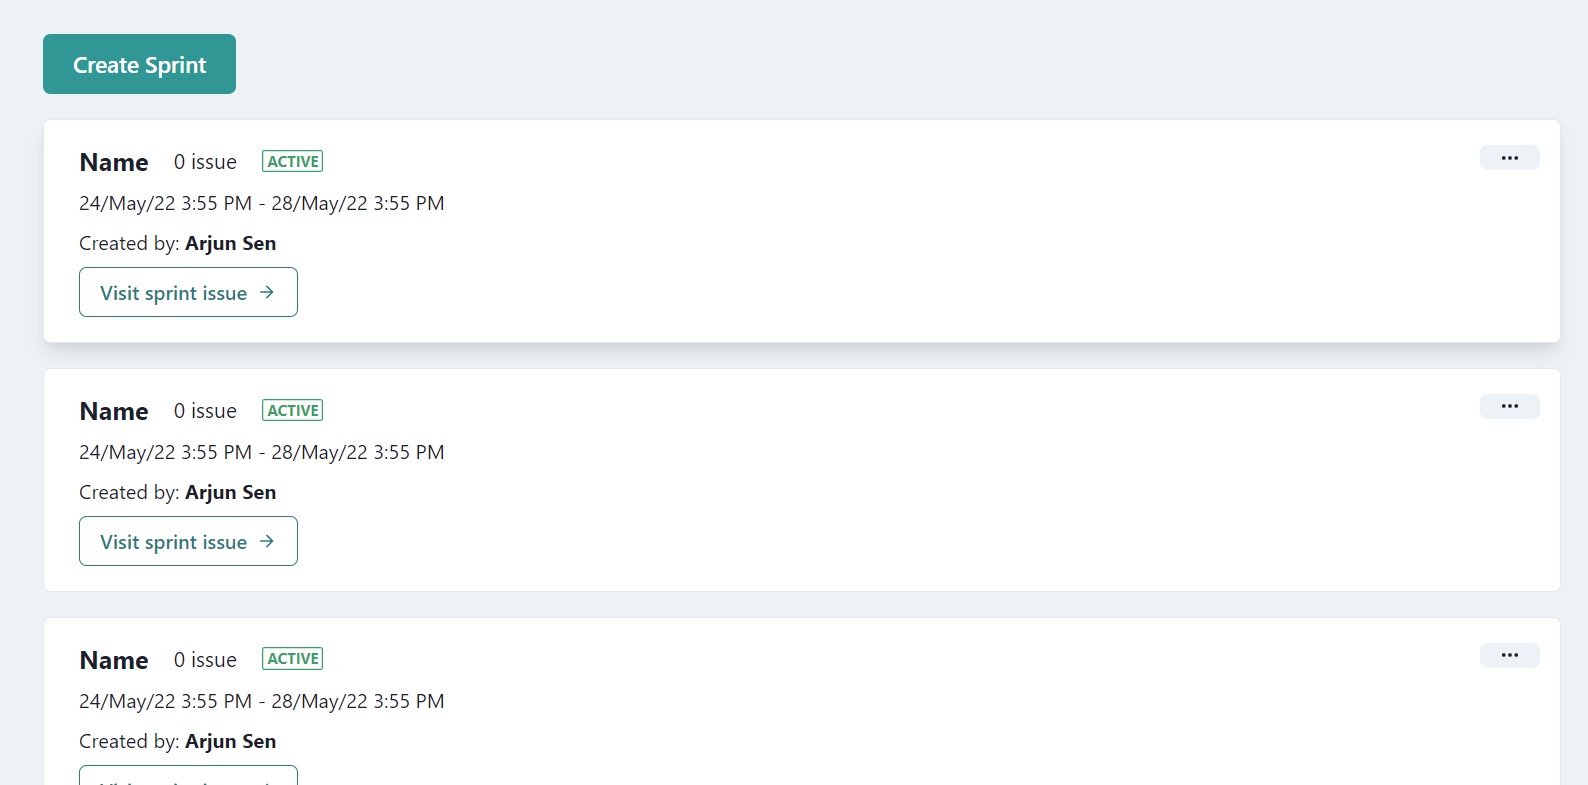 Create Sprint
Name 0 issue ACTIVE
...
24/May/22 3:55 PM - 28/May/22 3:55 PM
Created by: Arjun Sen
Visit sprint issue →
Name 0 issue ACTIVE
...
24/May/22 3:55 PM - 28/May/22 3:55 PM
Created by: Arjun Sen
Visit sprint issue →
Name 0 issue ACTIVE
...
24/May/22 3:55 PM - 28/May/22 3:55 PM
Created by: Arjun Sen